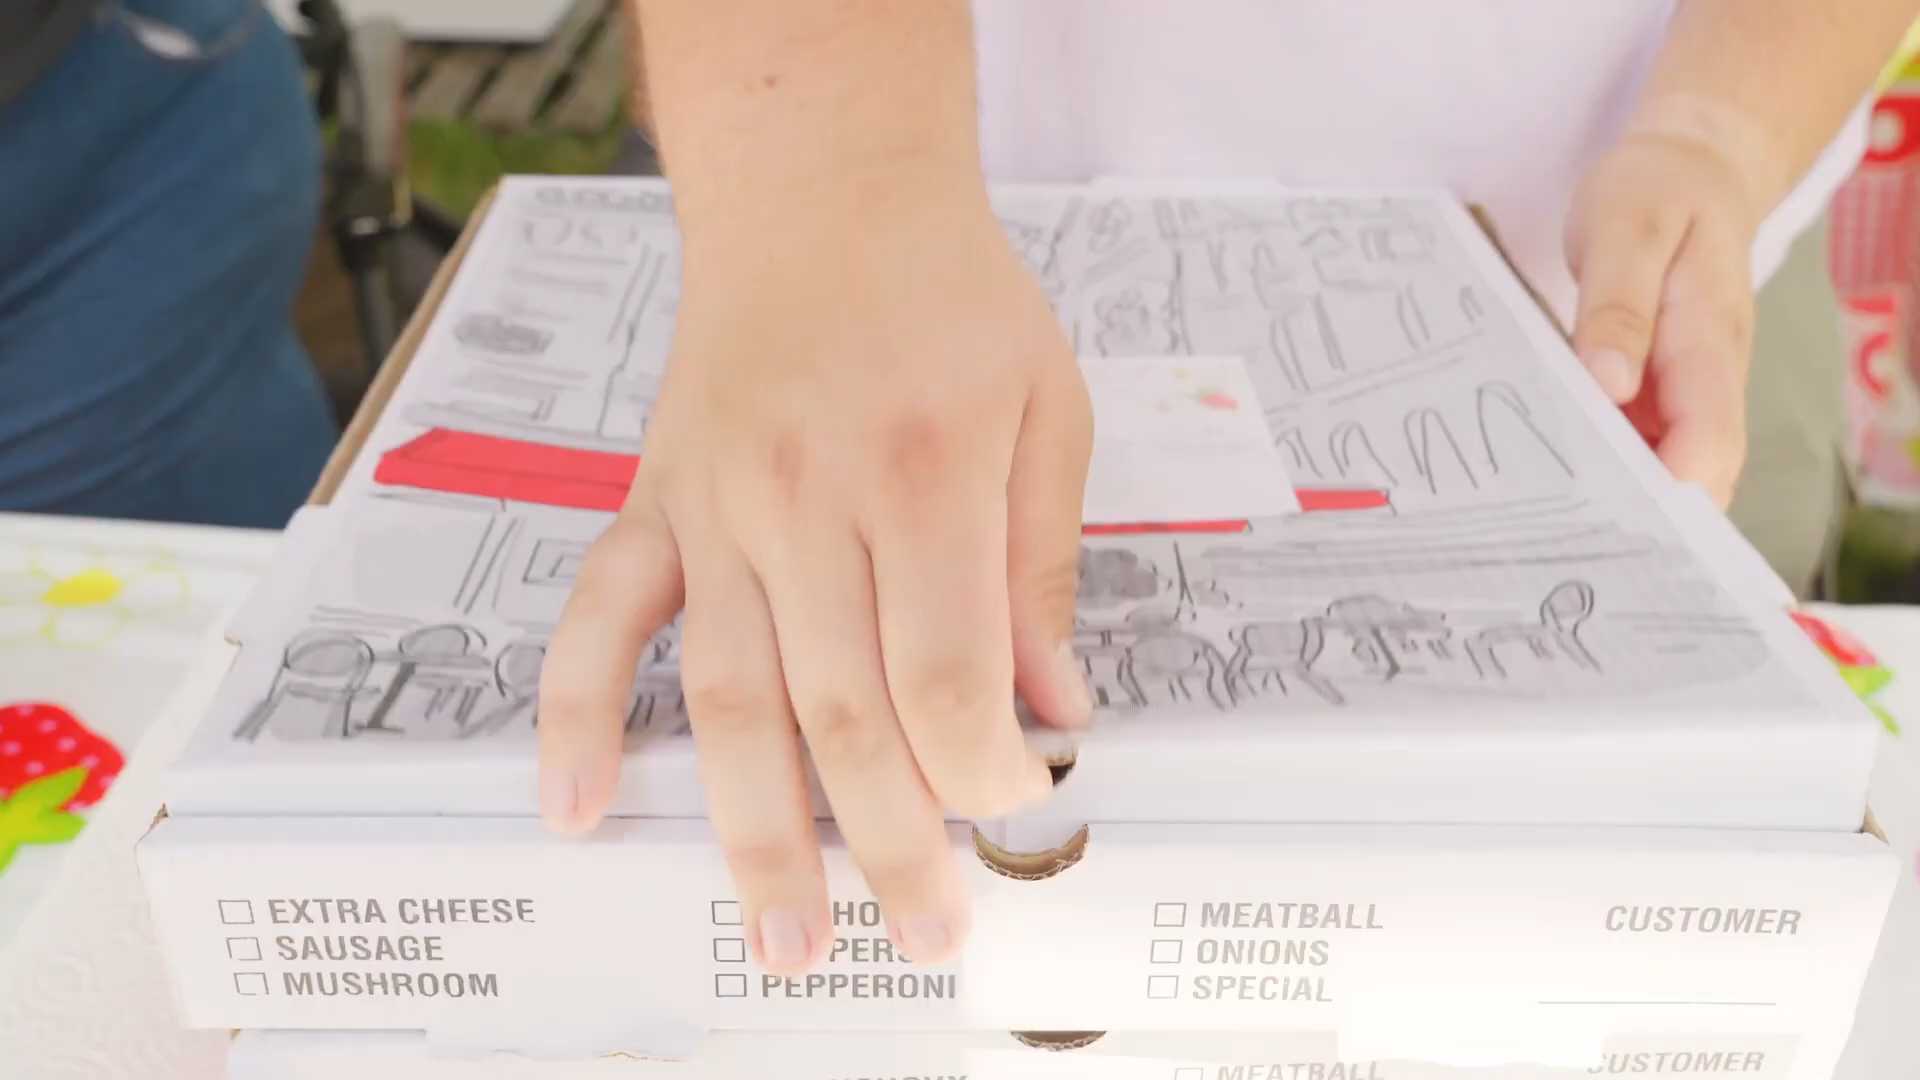 EXTRA CHEESE
SAUSAGE
MUSHROOM
PEPPERONI
MEATBALL
ONIONS
SPECIAL
CUSTOMER
MEATBALL
CUSTOMER